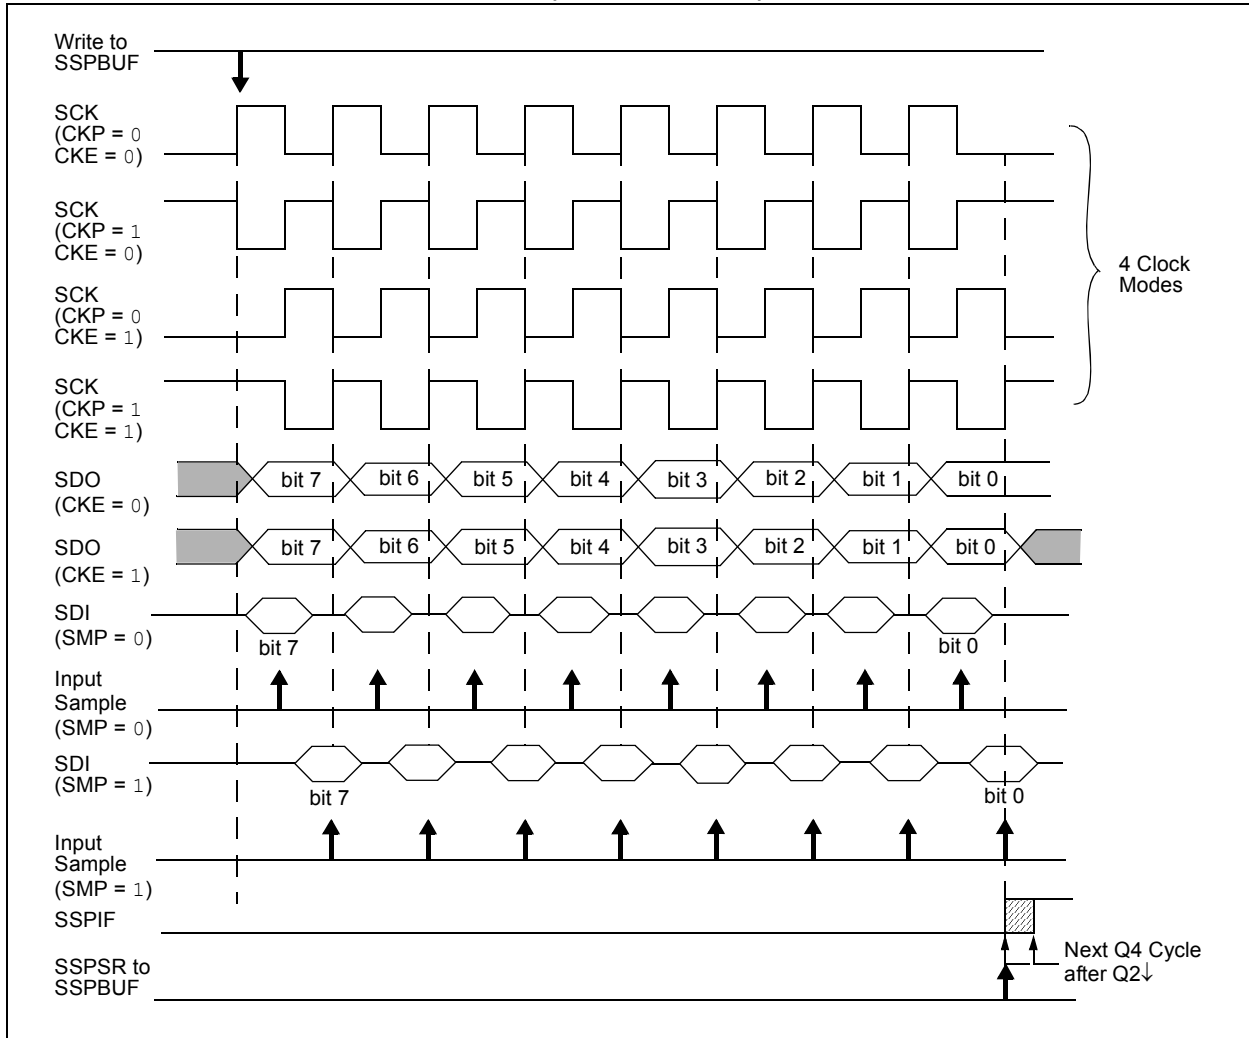 Write to
SSPBUF
SCK
(CKP = 0
CKE = 0)
SCK
(CKP = 1
CKE = 0)
4 Clock
Modes
SCK
(CKP = 0
CKE = 1)
SCK
(CKP = 1
CKE = 1)
SDO
(CKE = 0)
bit 7 bit 6 bit 5 bit 4 bit 3 bit 2 bit 1 bit 0
SDO
(CKE = 1)
bit 7 bit 6 bit 5 bit 4 bit 3 bit 2 bit 1 bit 0
SDI
(SMP = 0)
bit 7 bit 0
Input
Sample
(SMP = 0)
SDI
(SMP = 1)
bit 7 bit 0
Input
Sample
(SMP = 1)
SSPIF
Next Q4 Cycle
after Q2↓
SSPSR to
SSPBUF